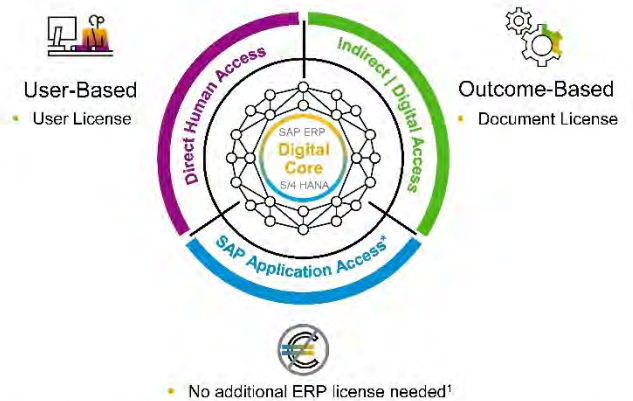 User-Based
• User License
Direct Human Access
Indirect | Digital Access
Outcome-Based
• Document License
SAP ERP
Digital
Core
S/4 HANA
SAP Application Access*
• No additional ERP license needed¹